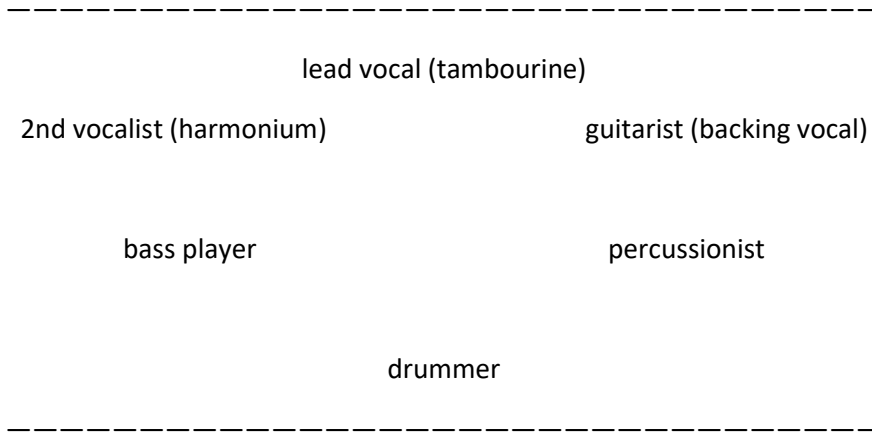 lead vocal (tambourine)
2nd vocalist (harmonium) guitarist (backing vocal)
bass player percussionist
drummer